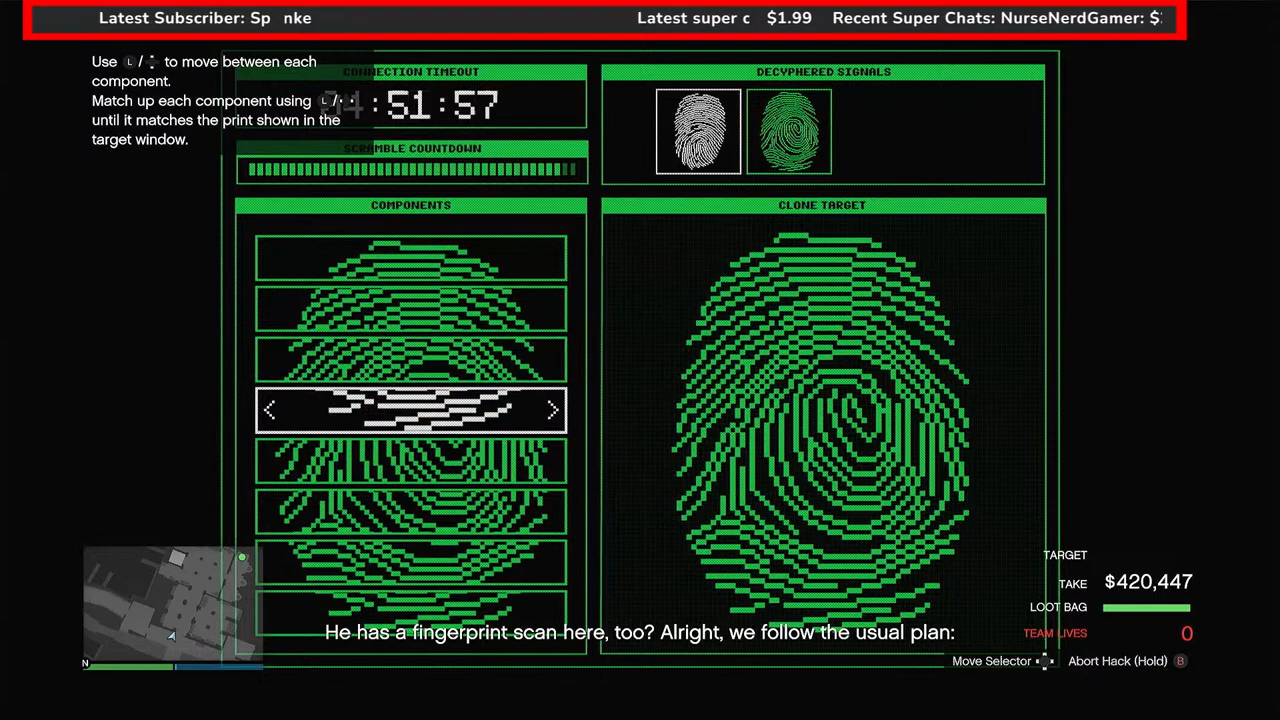 Latest Subscriber: Sp nke
Latest super c $1.99 Recent Super Chats: NurseNerdGamer: $
Use L/ to move between each
component.
Match up each component using L/
until it matches the print shown in the
target window.
CONNECTION TIMEOUT
04:51:57
SCRAMBLE COUNTDOWN
DECYPHERED SIGNALS
COMPONENTS
CLONE TARGET
TARGET
TAKE $420,447
LOOT BAG
TEAM LIVES 0
He has a fingerprint scan here, too? Alright, we follow the usual plan:
Move Selector Abort Hack (Hold) B
N